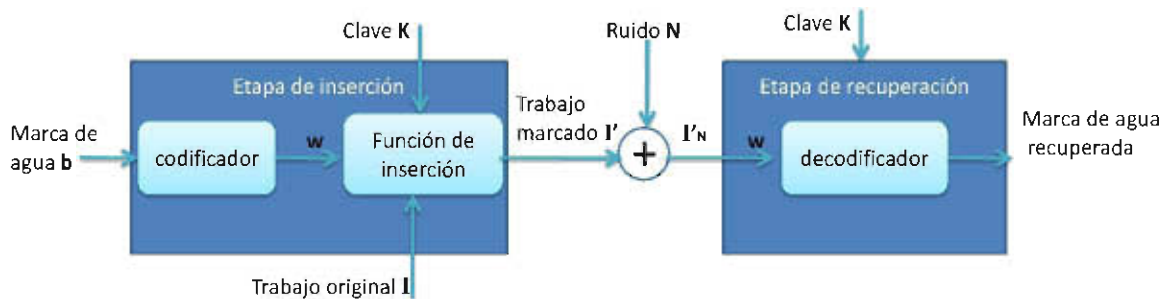 Clave K
Ruido N
Clave K
Etapa de inserción
Etapa de recuperación
Marca de
agua b
codificador
w
Función de
inserción
Trabajo
marcado I'
+
I'N
w
decodificador
Marca de agua
recuperada
Trabajo original I